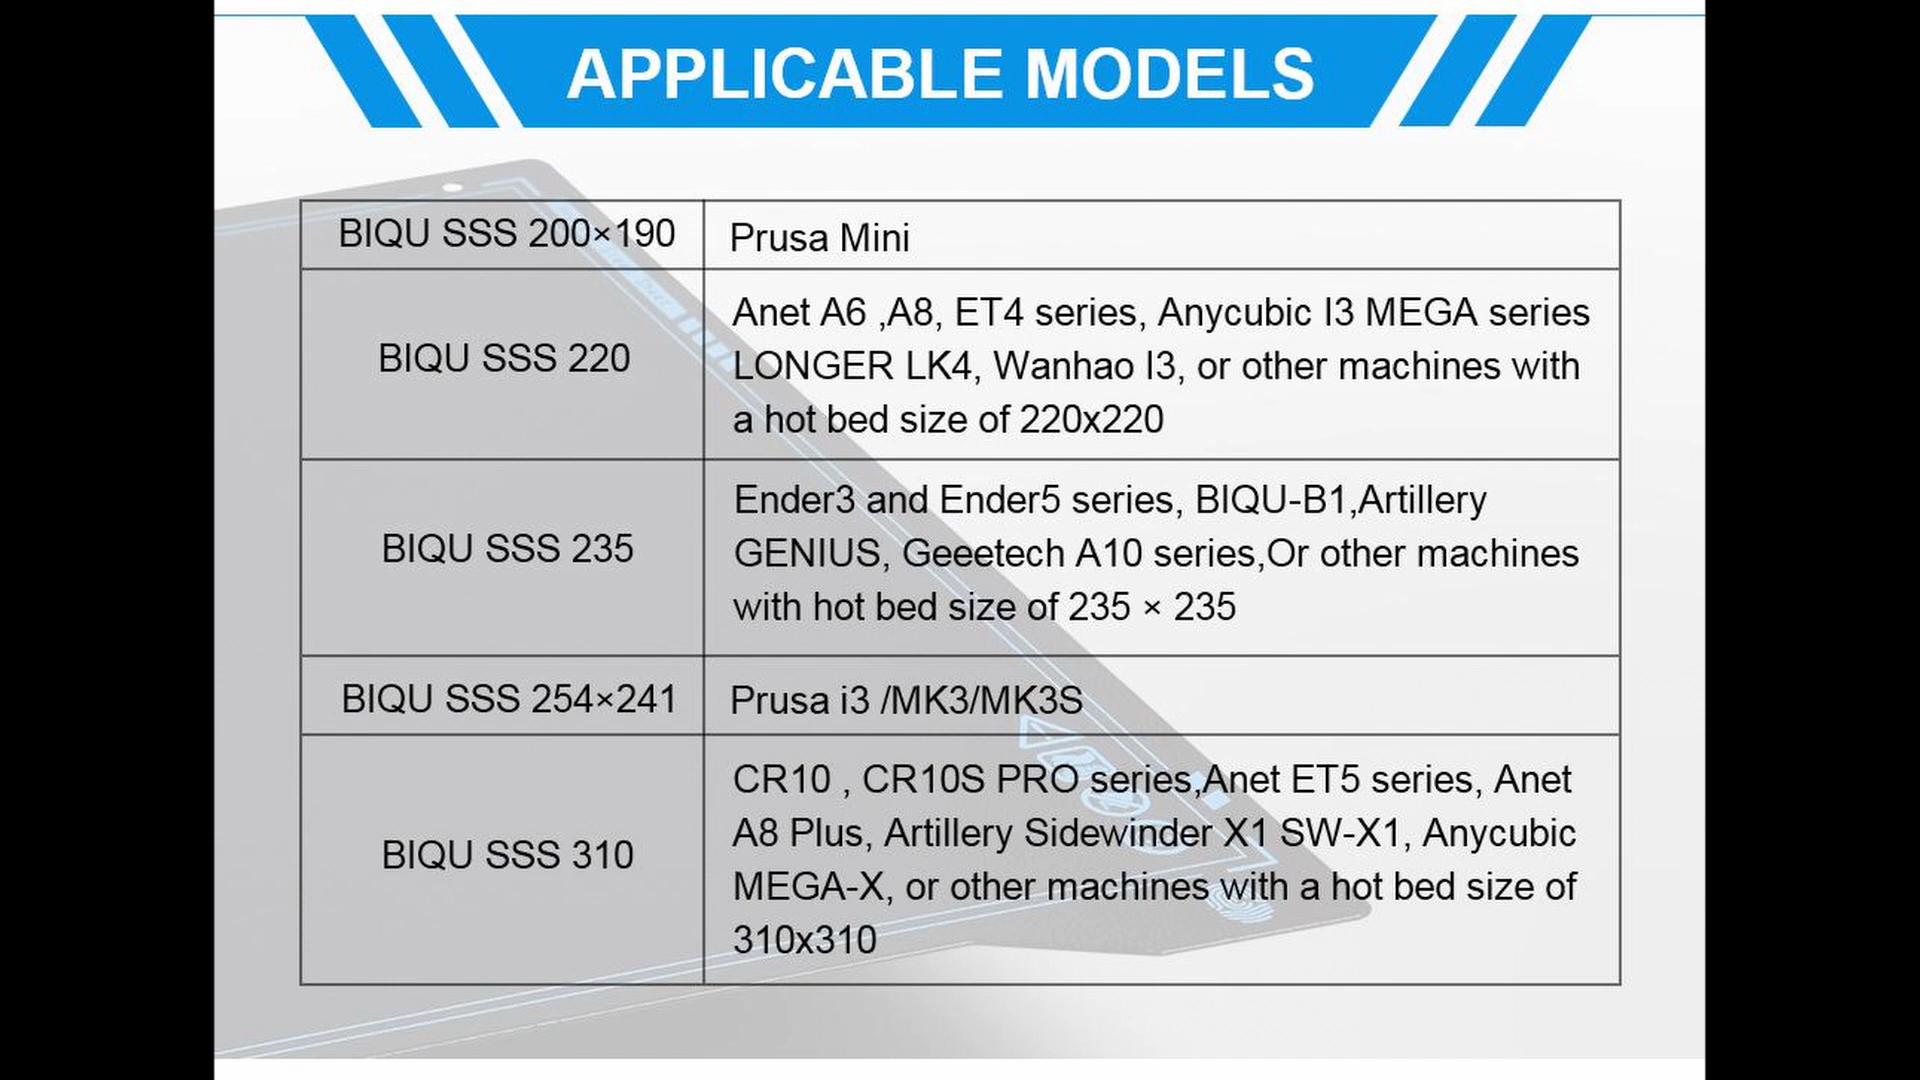 APPLICABLE MODELS
BIQU SSS 200×190
Prusa Mini
BIQU SSS 220
Anet A6 ,A8, ET4 series, Anycubic I3 MEGA series
LONGER LK4, Wanhao I3, or other machines with
a hot bed size of 220x220
BIQU SSS 235
Ender3 and Ender5 series, BIQU-B1,Artillery
GENIUS, Geeetech A10 series,Or other machines
with hot bed size of 235 × 235
BIQU SSS 254×241
Prusa i3 /MK3/MK3S
BIQU SSS 310
CR10 , CR10S PRO series,Anet ET5 series, Anet
A8 Plus, Artillery Sidewinder X1 SW-X1, Anycubic
MEGA-X, or other machines with a hot bed size of
310x310